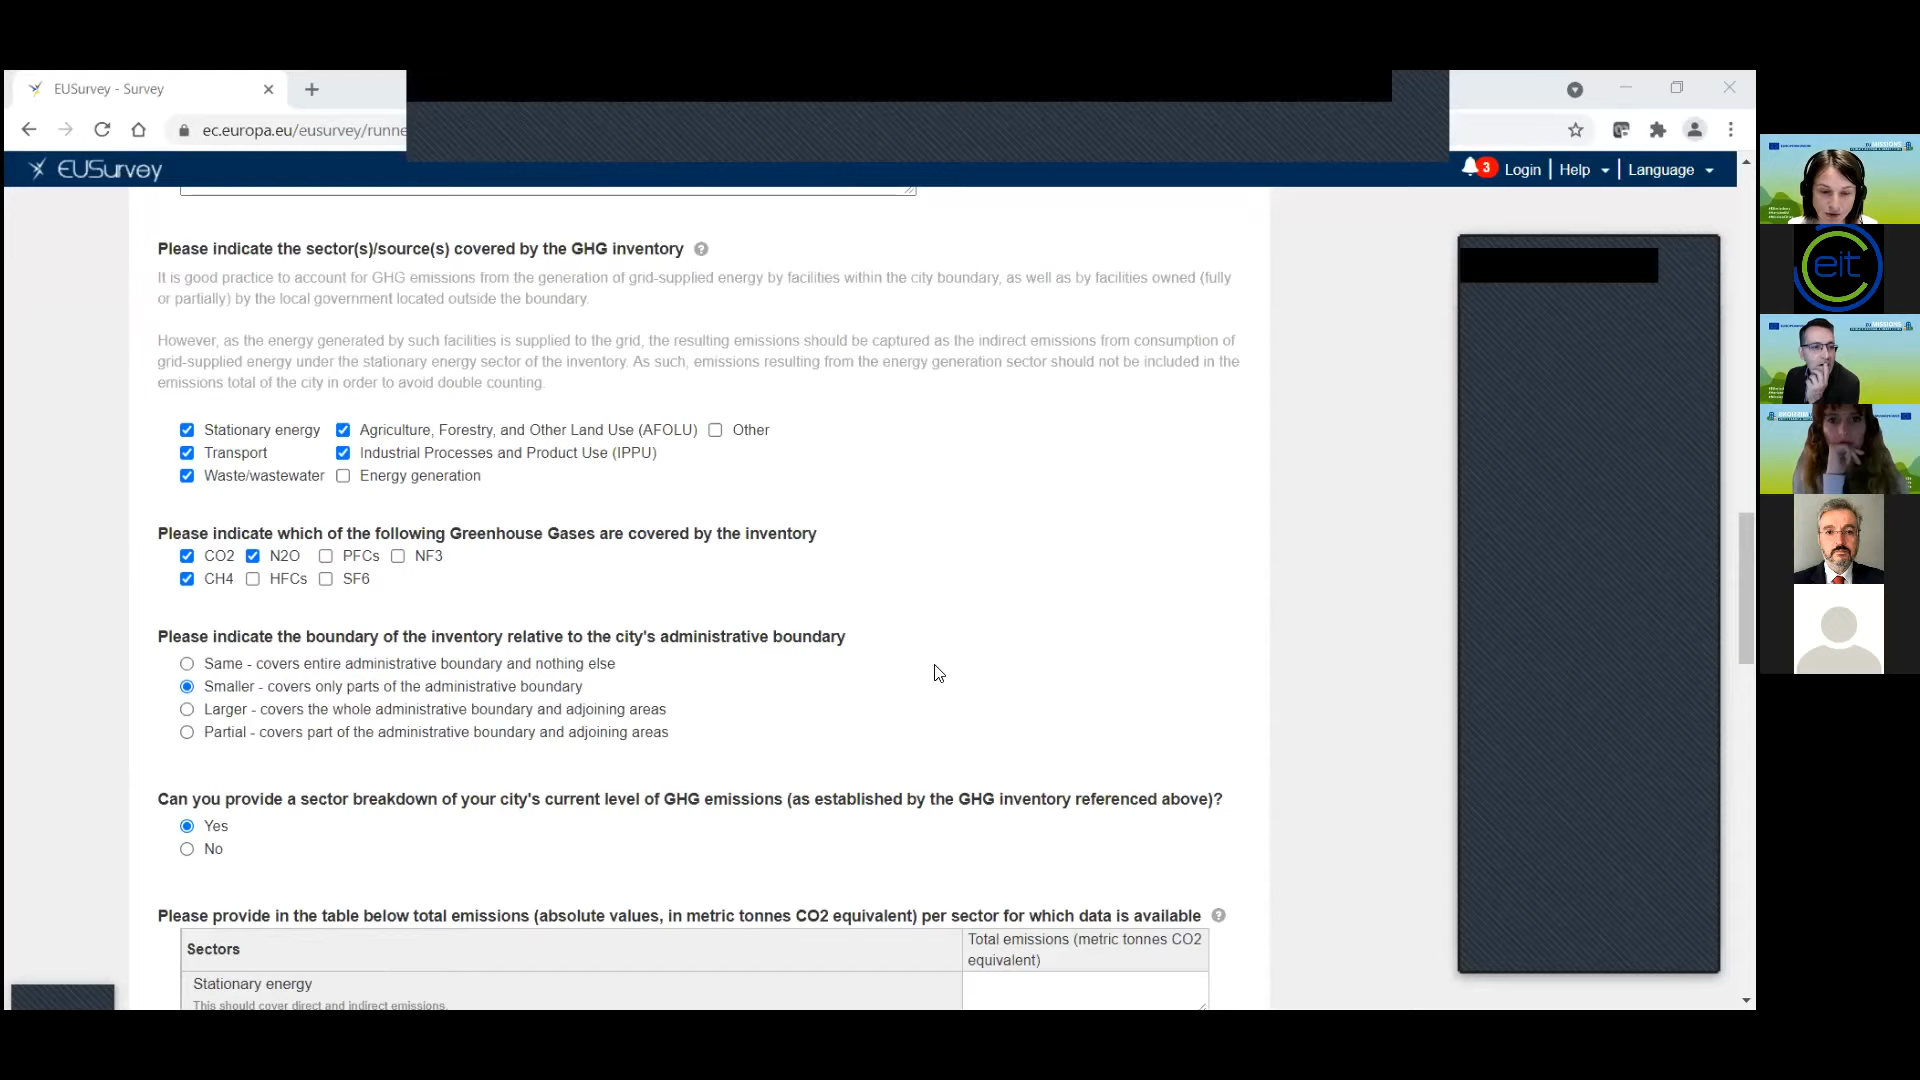 EUSurvey - Survey
ec.europa.eu/eusurvey/runne
EUSurvey
3 Login Help Language
Please indicate the sector(s)/source(s) covered by the GHG inventory
It is good practice to account for GHG emissions from the generation of grid-supplied energy by facilities within the city boundary, as well as by facilities owned (fully
or partially) by the local government located outside the boundary.
However, as the energy generated by such facilities is supplied to the grid, the resulting emissions should be captured as the indirect emissions from consumption of
grid-supplied energy under the stationary energy sector of the inventory. As such, emissions resulting from the energy generation sector should not be included in the
emissions total of the city in order to avoid double counting.
Stationary energy Agriculture, Forestry, and Other Land Use (AFOLU) Other
Transport Industrial Processes and Product Use (IPPU)
Waste/wastewater Energy generation
Please indicate which of the following Greenhouse Gases are covered by the inventory
CO2 N2O PFCs NF3
CH4 HFCs SF6
Please indicate the boundary of the inventory relative to the city's administrative boundary
Same - covers entire administrative boundary and nothing else
Smaller - covers only parts of the administrative boundary
Larger - covers the whole administrative boundary and adjoining areas
Partial - covers part of the administrative boundary and adjoining areas
Can you provide a sector breakdown of your city's current level of GHG emissions (as established by the GHG inventory referenced above)?
Yes
No
Please provide in the table below total emissions (absolute values, in metric tonnes CO2 equivalent) per sector for which data is available
Sectors
Total emissions (metric tonnes CO2
equivalent)
Stationary energy
This should cover direct and indirect emissions.
eit